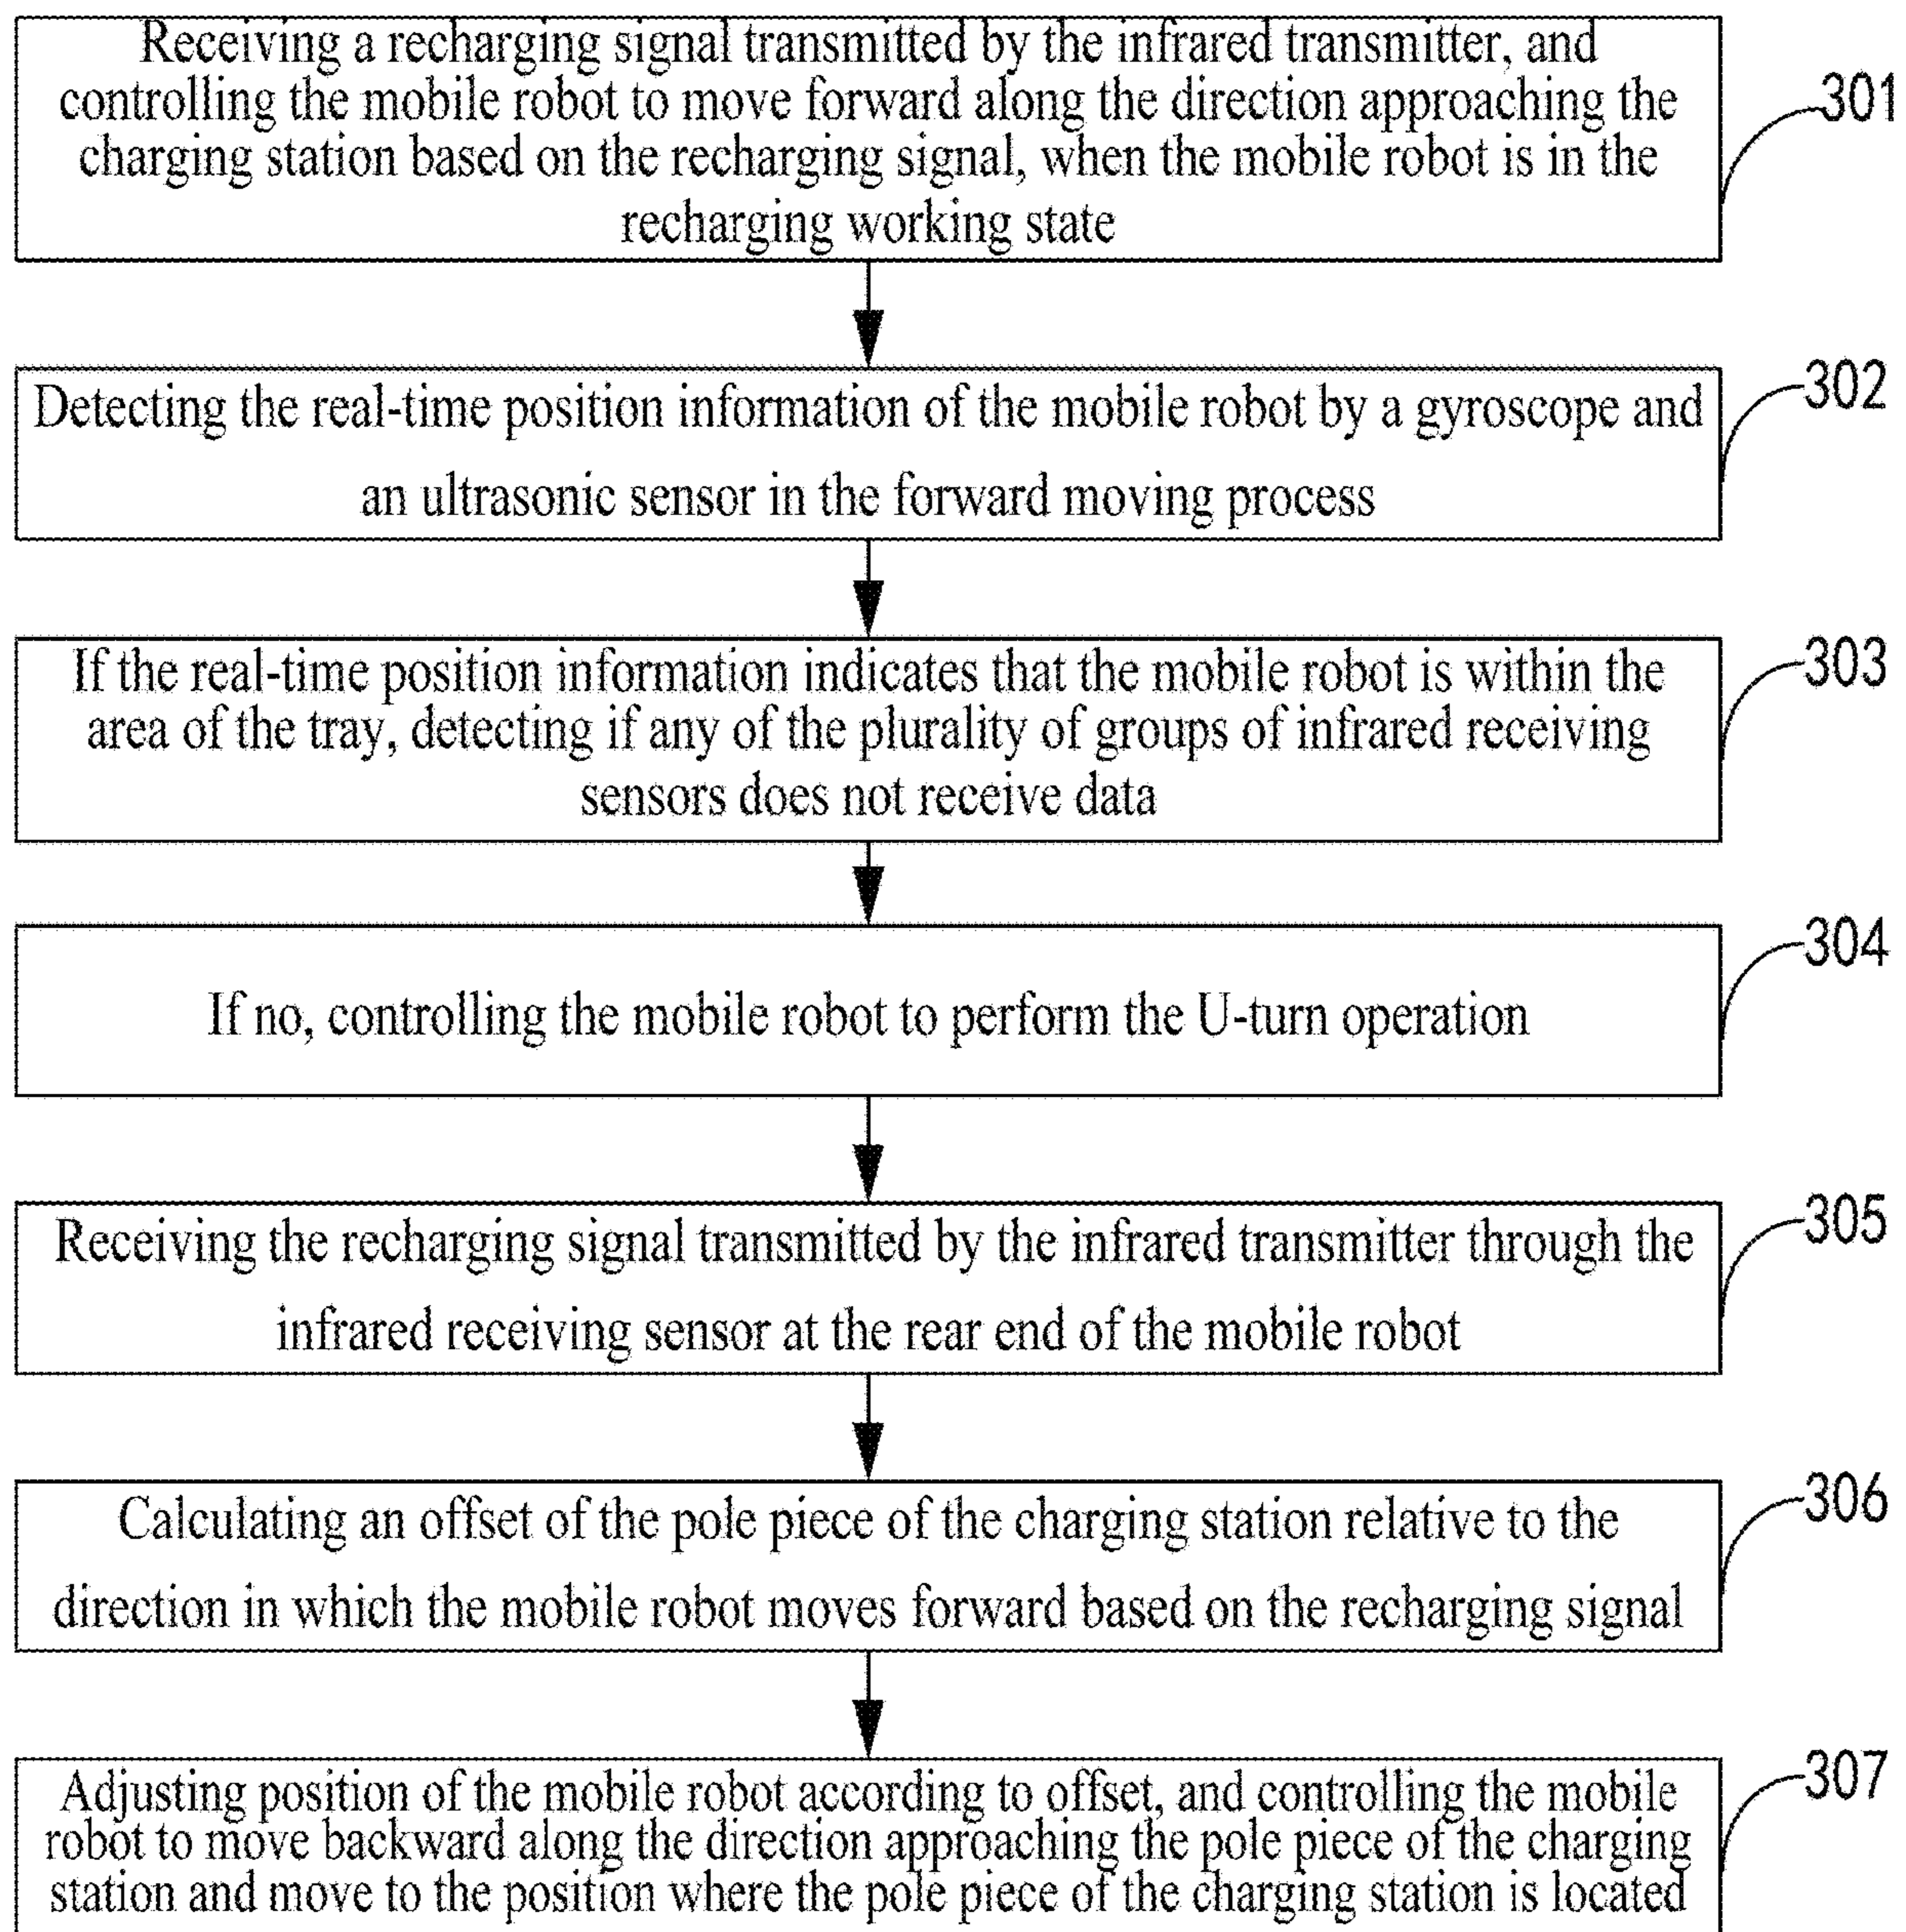 Receiving a recharging signal transmitted by the infrared transmitter, and
controlling the mobile robot to move forward along the direction approaching the
charging station based on the recharging signal, when the mobile robot is in the
recharging working state
301
Detecting the real-time position information of the mobile robot by a gyroscope and
an ultrasonic sensor in the forward moving process
302
If the real-time position information indicates that the mobile robot is within the
area of the tray, detecting if any of the plurality of groups of infrared receiving
sensors does not receive data
303
If no, controlling the mobile robot to perform the U-turn operation
304
Receiving the recharging signal transmitted by the infrared transmitter through the
infrared receiving sensor at the rear end of the mobile robot
305
Calculating an offset of the pole piece of the charging station relative to the
direction in which the mobile robot moves forward based on the recharging signal
306
Adjusting position of the mobile robot according to offset, and controlling the mobile
robot to move backward along the direction approaching the pole piece of the charging
station and move to the position where the pole piece of the charging station is located
307